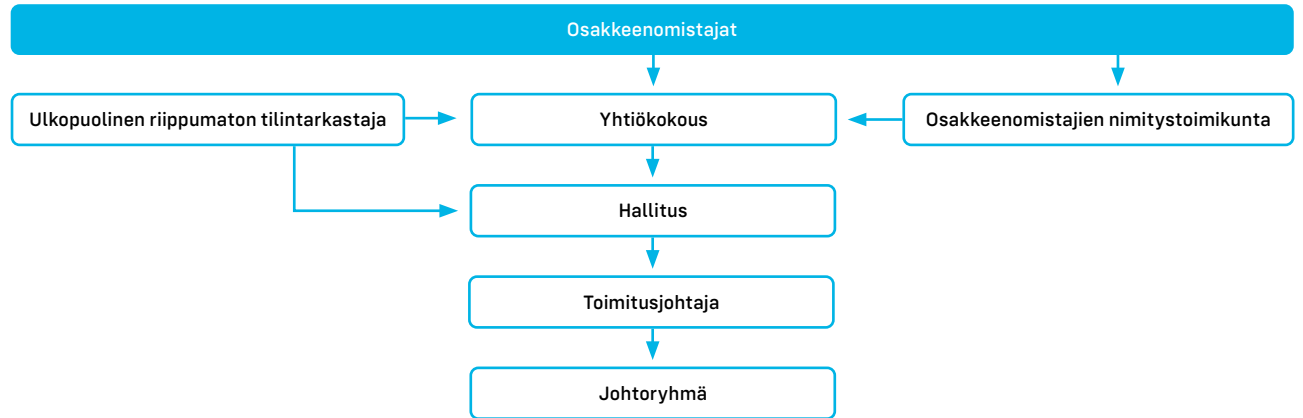 Osakkeenomistajat
Ulkopuolinen riippumaton tilintarkastaja
Yhtiökokous
Osakkeenomistajien nimitystoimikunta
Hallitus
Toimitusjohtaja
Johtoryhmä